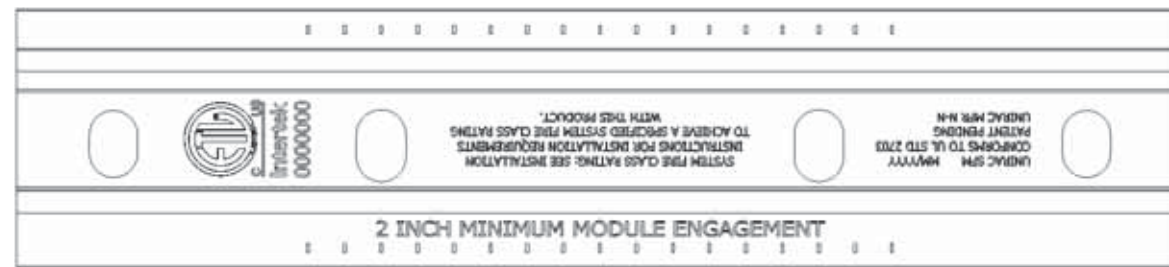 2 INCH MINIMUM MODULE ENGAGEMENT
UNIRAC SFM MM/YYYY
CONFORMS TO UL STD 2703
PATENT PENDING
UNIRAC MFR N-N
SYSTEM FIRE CLASS RATING: SEE INSTALLATION
INSTRUCTIONS FOR INSTALLATION REQUIREMENTS
TO ACHIEVE A SPECIFIED SYSTEM FIRE CLASS RATING
WITH THIS PRODUCT.
C US
Intertek
0000000